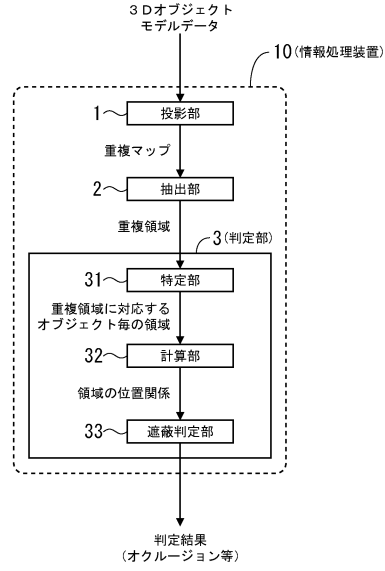 3Dオブジェクト
モデルデータ
10(情報処理装置)
1
投影部
重複マップ
2
抽出部
重複領域
3(判定部)
31
特定部
重複領域に対応する
オブジェクト毎の領域
32
計算部
領域の位置関係
33
遮蔽判定部
判定結果
(オクルージョン等)